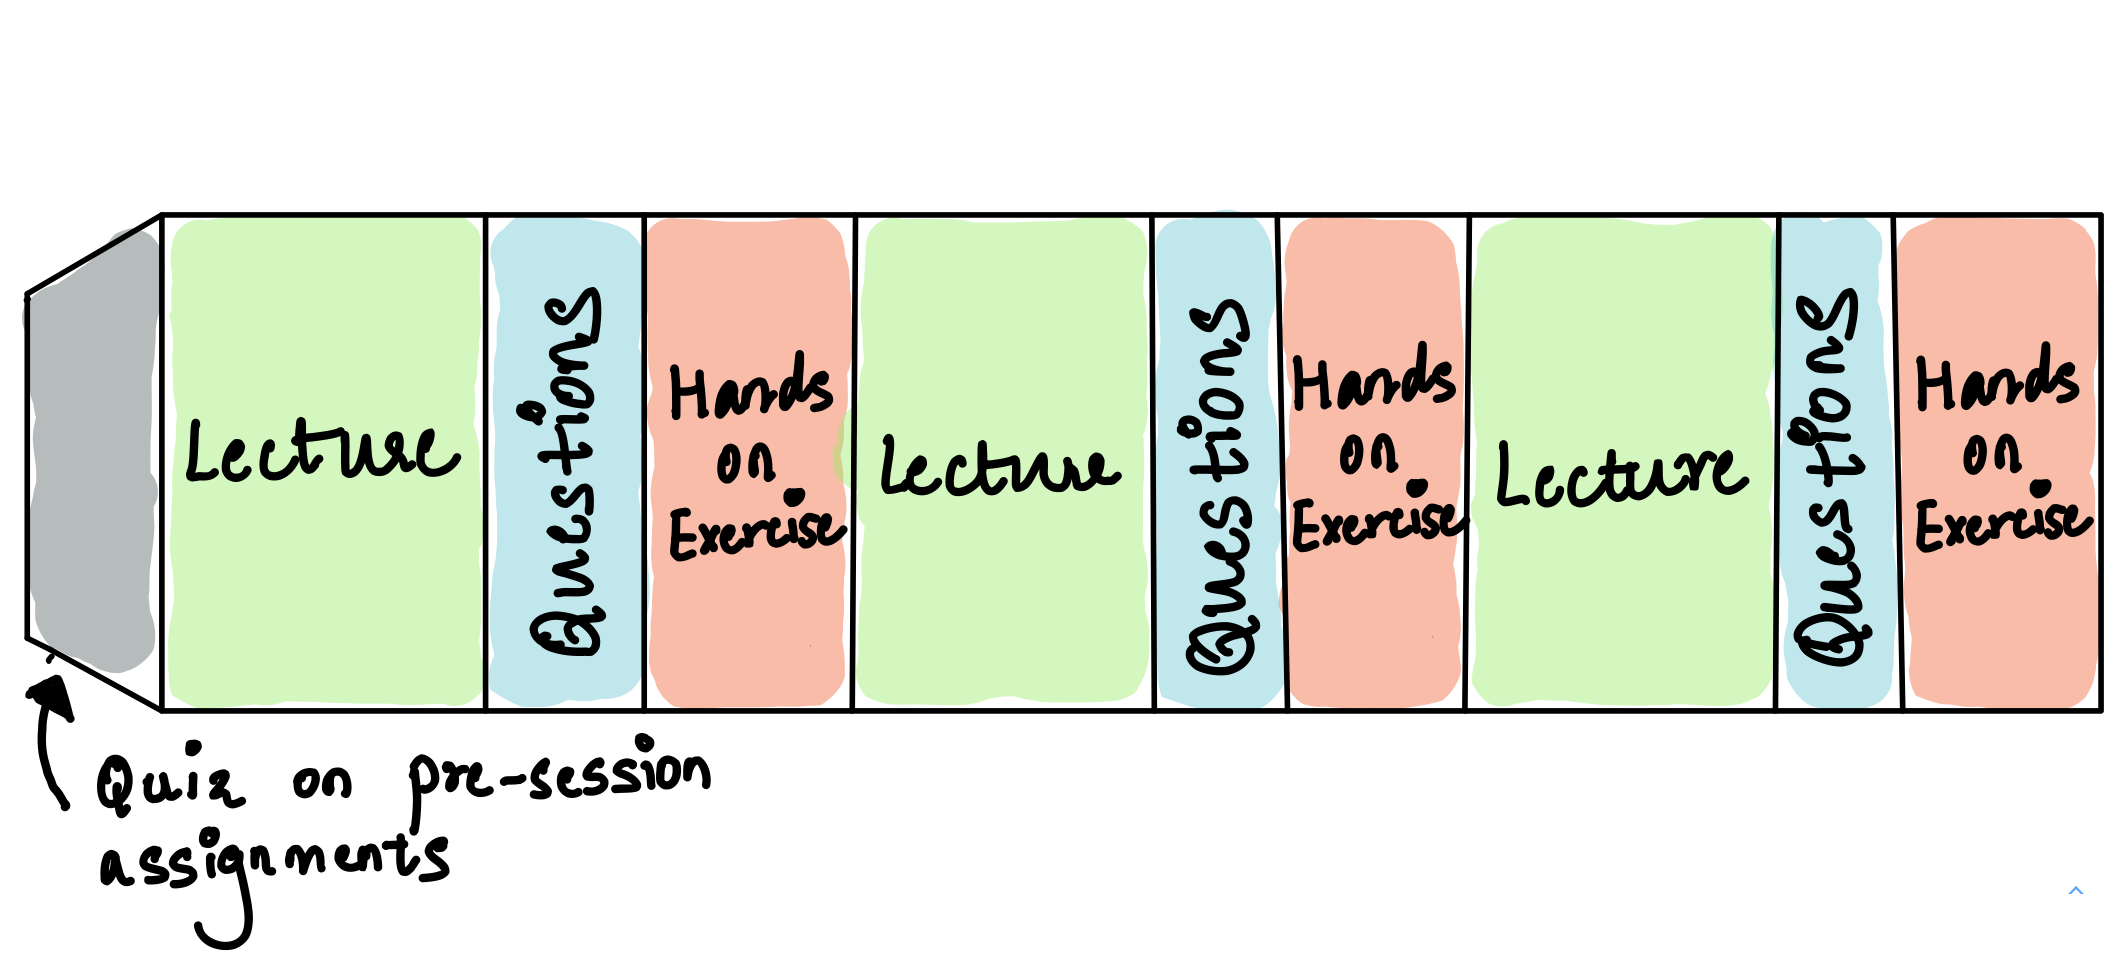 Lecture
Questions
Hands
on
Exercise
Lecture
Questions
Hands
on
Exercise
Lecture
Questions
Hands
on
Exercise
Quiz on pre-session
assignments